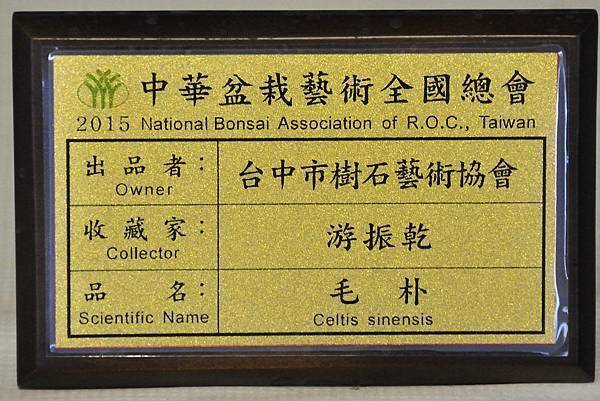 中華盆栽藝術全國總會
2015 National Bonsai Association of R.O.C., Taiwan
出品者：
Owner
台中市樹石藝術協會
收藏家：
Collector
游振乾
品名：
Scientific Name
毛朴
Celtis sinensis